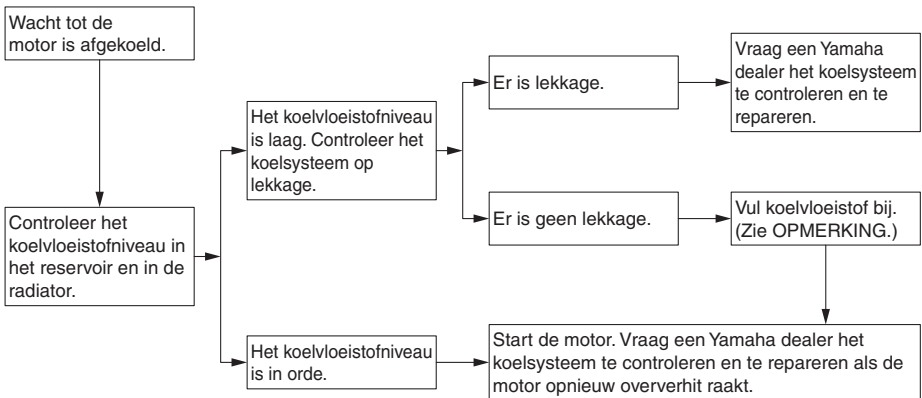 Wacht tot de
motor is afgekoeld.
Controleer het
koelvloeistofniveau in
het reservoir en in de
radiator.
Het koelvloeistofniveau
is laag. Controleer het
koelsysteem op
lekkage.
Er is lekkage.
Vraag een Yamaha
dealer het koelsysteem
te controleren en te
repareren.
Er is geen lekkage.
Vul koelvloeistof bij.
(Zie OPMERKING.)
Het koelvloeistofniveau
is in orde.
Start de motor. Vraag een Yamaha dealer het
koelsysteem te controleren en te repareren als de
motor opnieuw oververhit raakt.